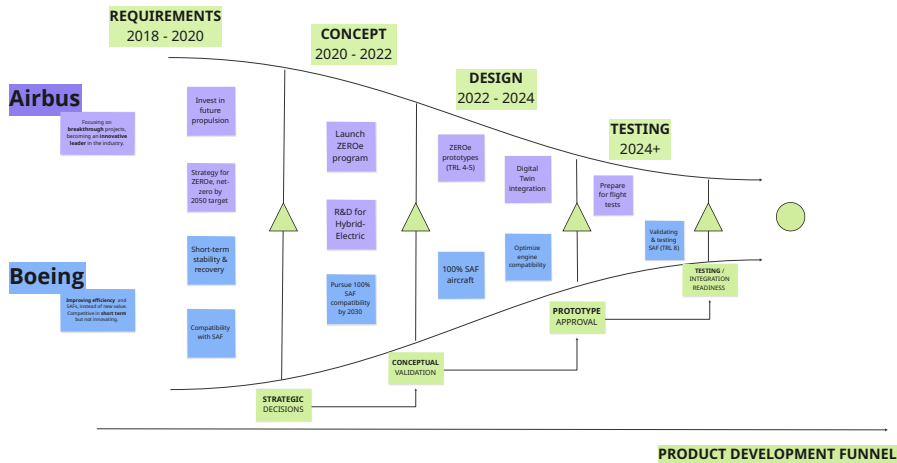 REQUIREMENTS
2018 - 2020
CONCEPT
2020 - 2022
DESIGN
2022 - 2024
TESTING
2024+
Airbus
Focusing on
breakthrough projects,
becoming an innovative
leader in the industry.
Invest in
future
propulsion
Strategy for
ZEROe, net-
zero by
2050 target
Launch
ZEROe
program
R&D for
Hybrid-
Electric
ZEROe
prototypes
(TRL 4-5)
Digital
Twin
integration
Prepare
for flight
tests
Boeing
Improving efficiency and
SAFs, instead of new value.
Competitive in short term
but not innovating.
Short-term
stability &
recovery
Compatibility
with SAF
Pursue 100%
SAF
compatibility
by 2030
100% SAF
aircraft
Optimize
engine
compatibility
Validating
& testing
SAF (TRL 8)
STRATEGIC
DECISIONS
CONCEPTUAL
VALIDATION
PROTOTYPE
APPROVAL
TESTING /
INTEGRATION
READINESS
PRODUCT DEVELOPMENT FUNNEL